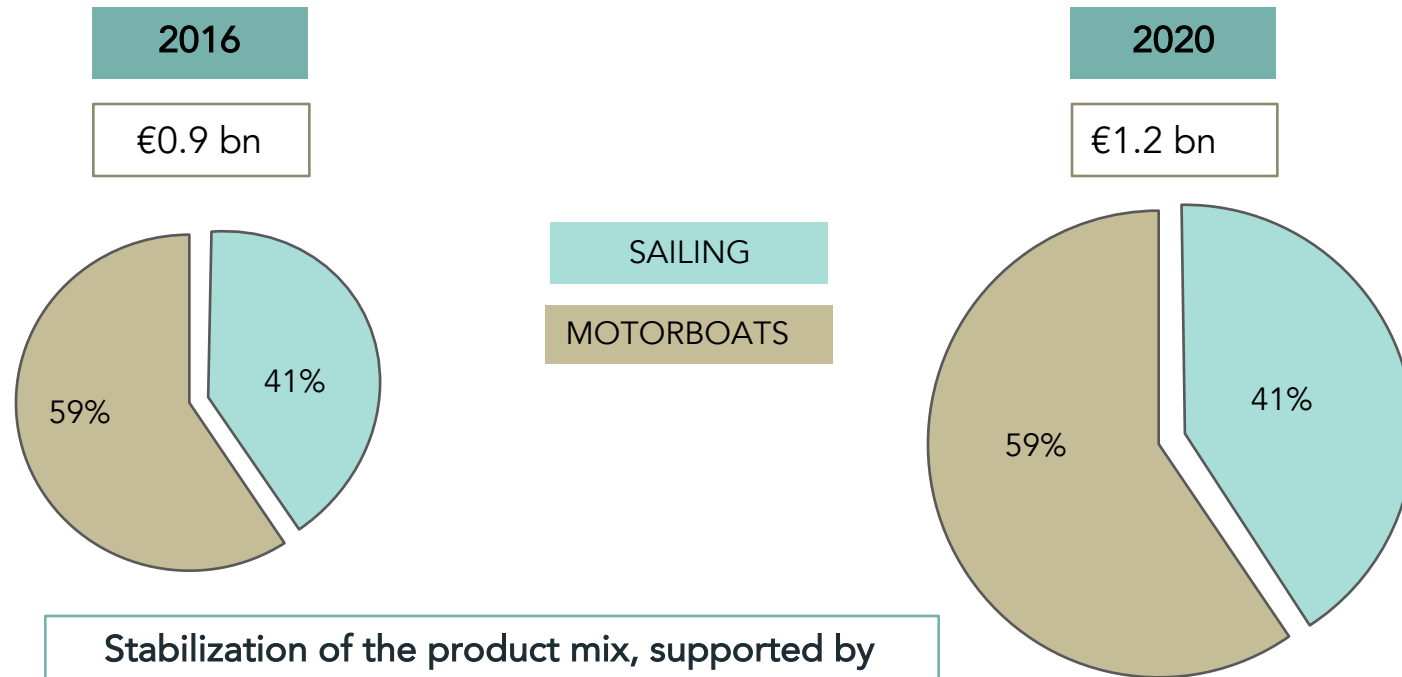 2016
2020
€0.9 bn
€1.2 bn
SAILING
MOTORBOATS
59%
41%
59%
41%
Stabilization of the product mix, supported by